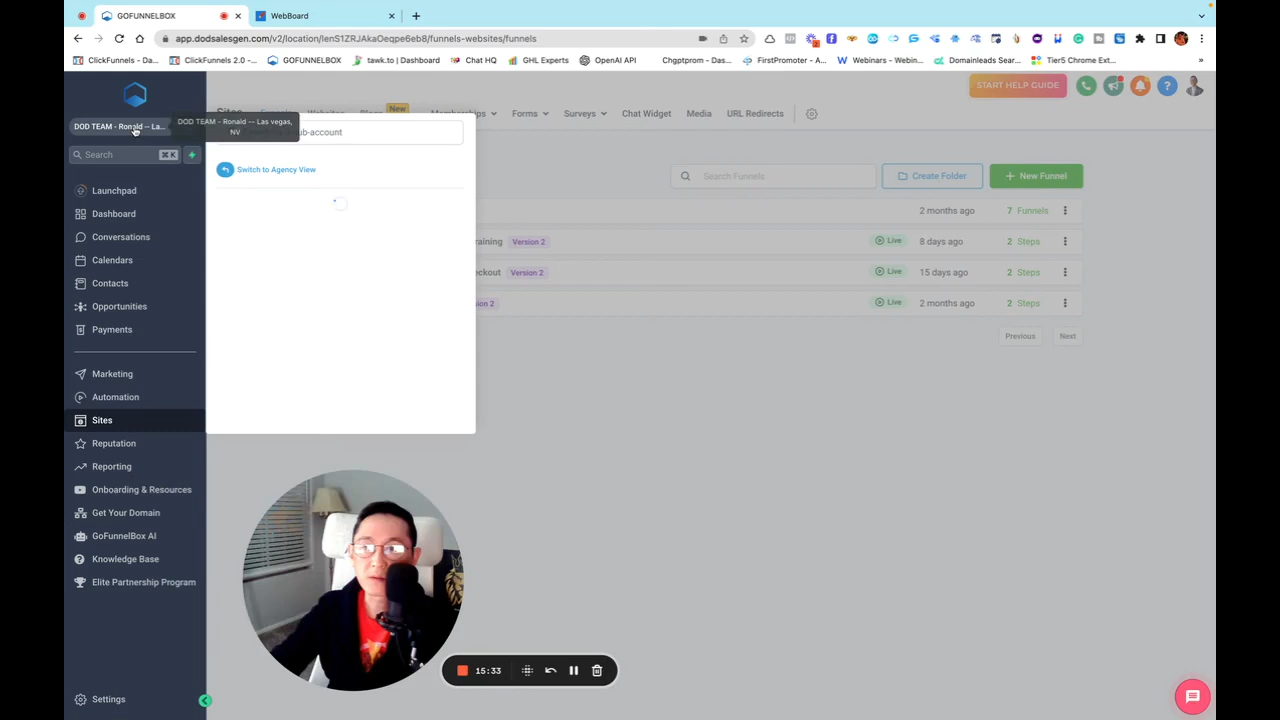 GOFUNNELBOX
WebBoard
app.dodsalesgen.com/v2/location/lenS1ZRJAkaOeqpe6eb8/funnels-websites/funnels
ClickFunnels - Da...
ClickFunnels 2.0 -...
GOFUNNELBOX
tawk.to | Dashboard
Chat HQ
GHL Experts
OpenAI API
Chgptprom - Das...
FirstPromoter - A...
Webinars - Webin...
Domainleads Sear...
Tier5 Chrome Ext...
START HELP GUIDE
New
Forms
Surveys
Chat Widget
Media
URL Redirects
DOD TEAM - Ronald -- La...
DOD TEAM - Ronald -- Las vegas,
NV
ub-account
Search
⌘ K
Switch to Agency View
Search Funnels
Create Folder
+ New Funnel
Launchpad
Dashboard
Conversations
Calendars
Contacts
Opportunities
Payments
Marketing
Automation
Sites
Reputation
Reporting
Onboarding & Resources
Get Your Domain
GoFunnelBox AI
Knowledge Base
Elite Partnership Program
Settings
2 months ago 7 Funnels
raining Version 2 Live 8 days ago 2 Steps
ckout Version 2 Live 15 days ago 2 Steps
ion 2 Live 2 months ago 2 Steps
Previous Next
15:33